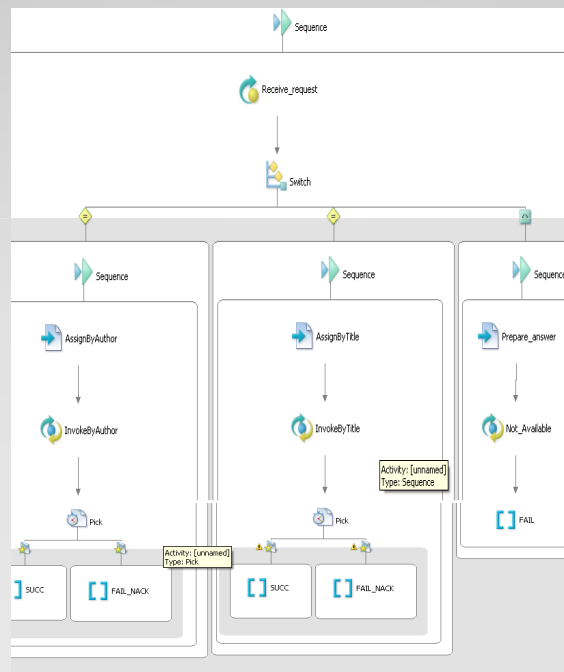 Sequence
Receive_request
Switch
=
=
Sequence
Sequence
Sequence
AssignByAuthor
AssignByTitle
Prepare_answer
InvokeByAuthor
InvokeByTitle
Not_Available
Activity: [unnamed]
Type: Sequence
Pick
Pick
FAIL
Activity: [unnamed]
Type: Pick
SUCC
FAIL_NACK
SUCC
FAIL_NACK